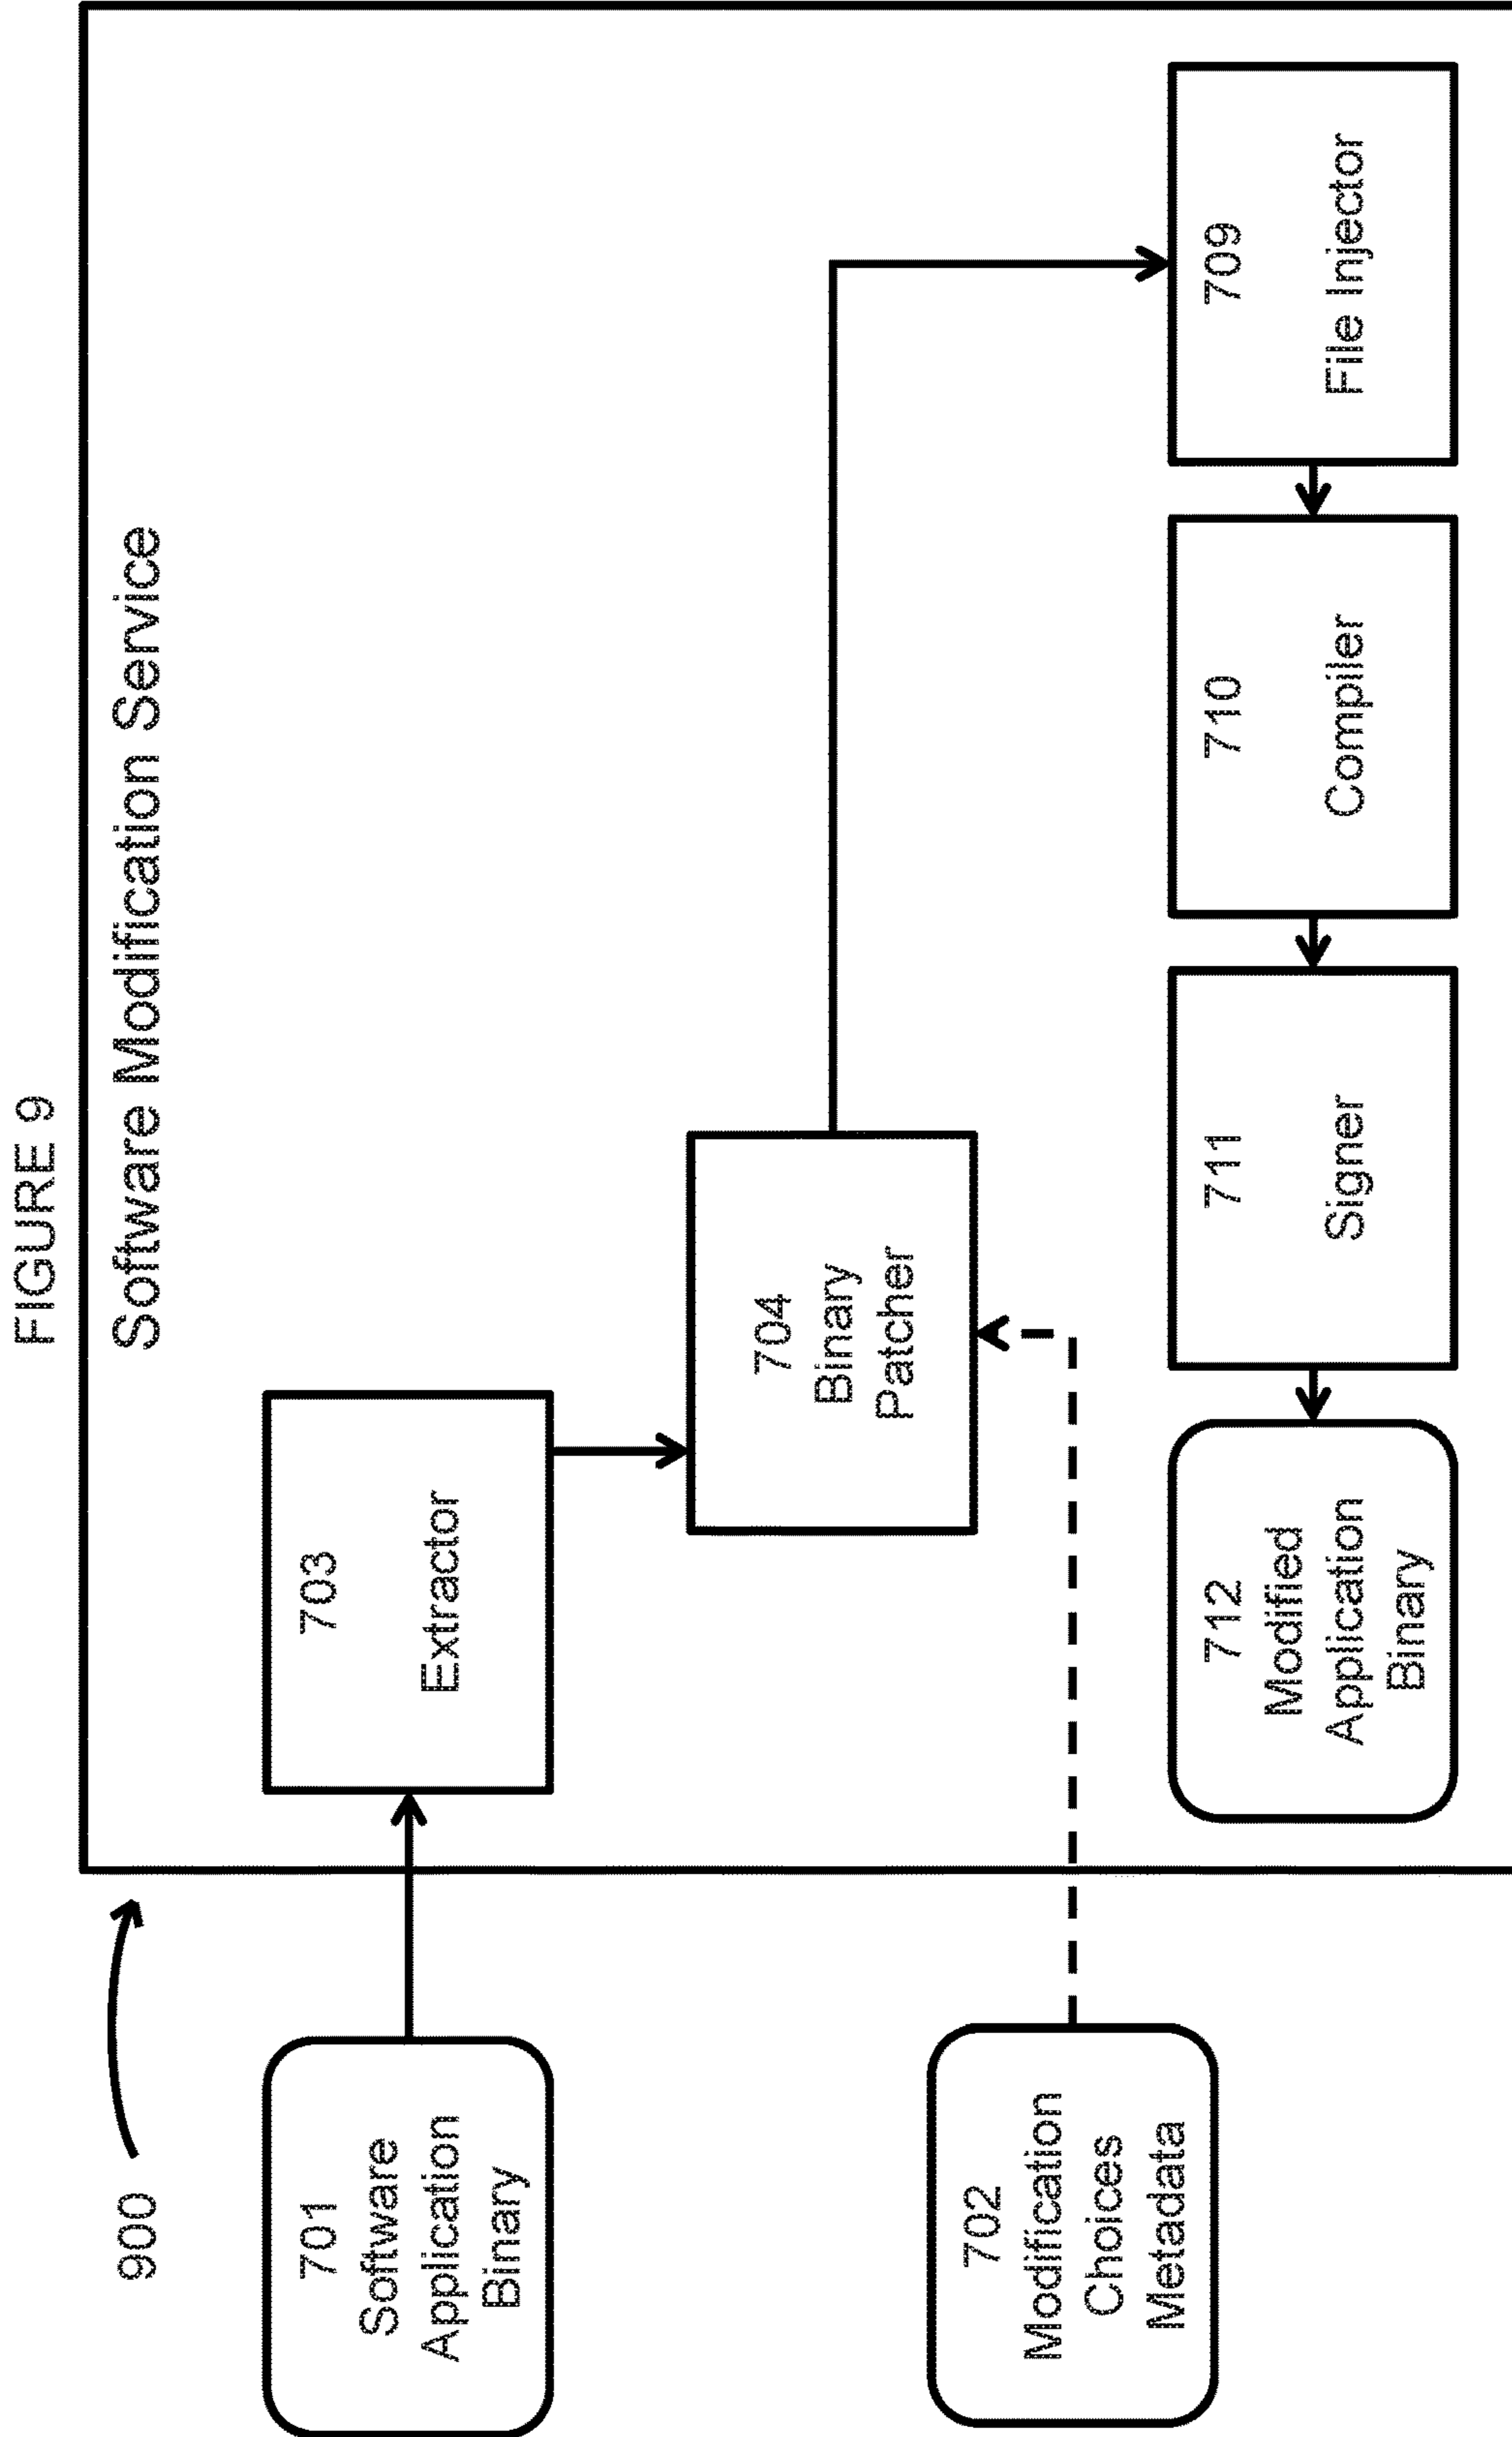 FIGURE 9
900
Software Modification Service
701
Software
Application
Binary
703
Extractor
704
Binary
Patcher
702
Modification
Choices
Metadata
712
Modified
Application
Binary
711
Signer
710
Compiler
709
File Injector